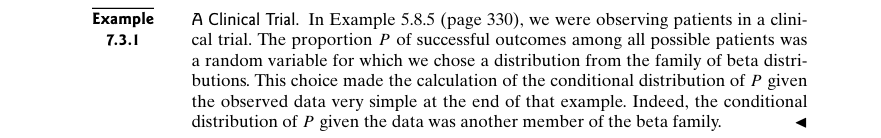 Example
7.3.1
A Clinical Trial. In Example 5.8.5 (page 330), we were observing patients in a clini-
cal trial. The proportion P of successful outcomes among all possible patients was
a random variable for which we chose a distribution from the family of beta distri-
butions. This choice made the calculation of the conditional distribution of P given
the observed data very simple at the end of that example. Indeed, the conditional
distribution of P given the data was another member of the beta family.